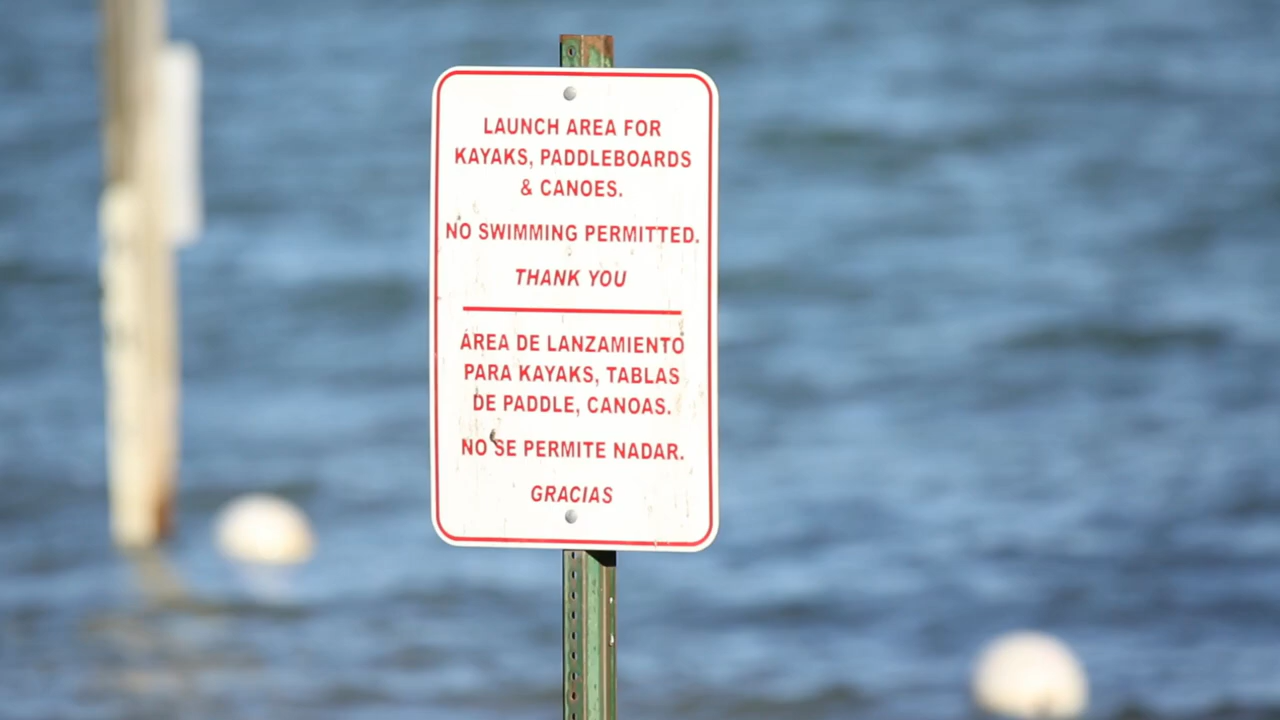 LAUNCH AREA FOR
KAYAKS, PADDLEBOARDS
& CANOES.
NO SWIMMING PERMITTED.
THANK YOU
ÁREA DE LANZAMIENTO
PARA KAYAKS, TABLAS
DE PADDLE, CANOAS.
NO SE PERMITE NADAR.
GRACIAS